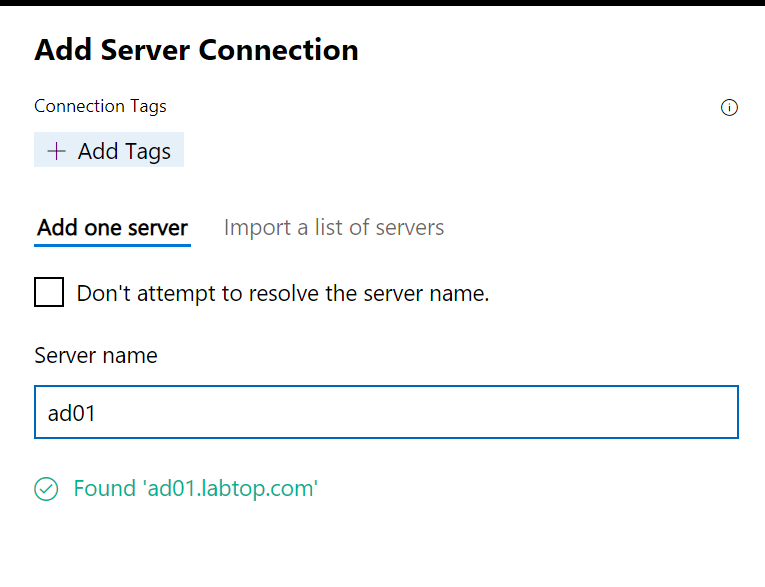 Add Server Connection
Connection Tags
Add Tags
Add one server Import a list of servers
Don't attempt to resolve the server name.
Server name
ad01
Found 'ad01.labtop.com'